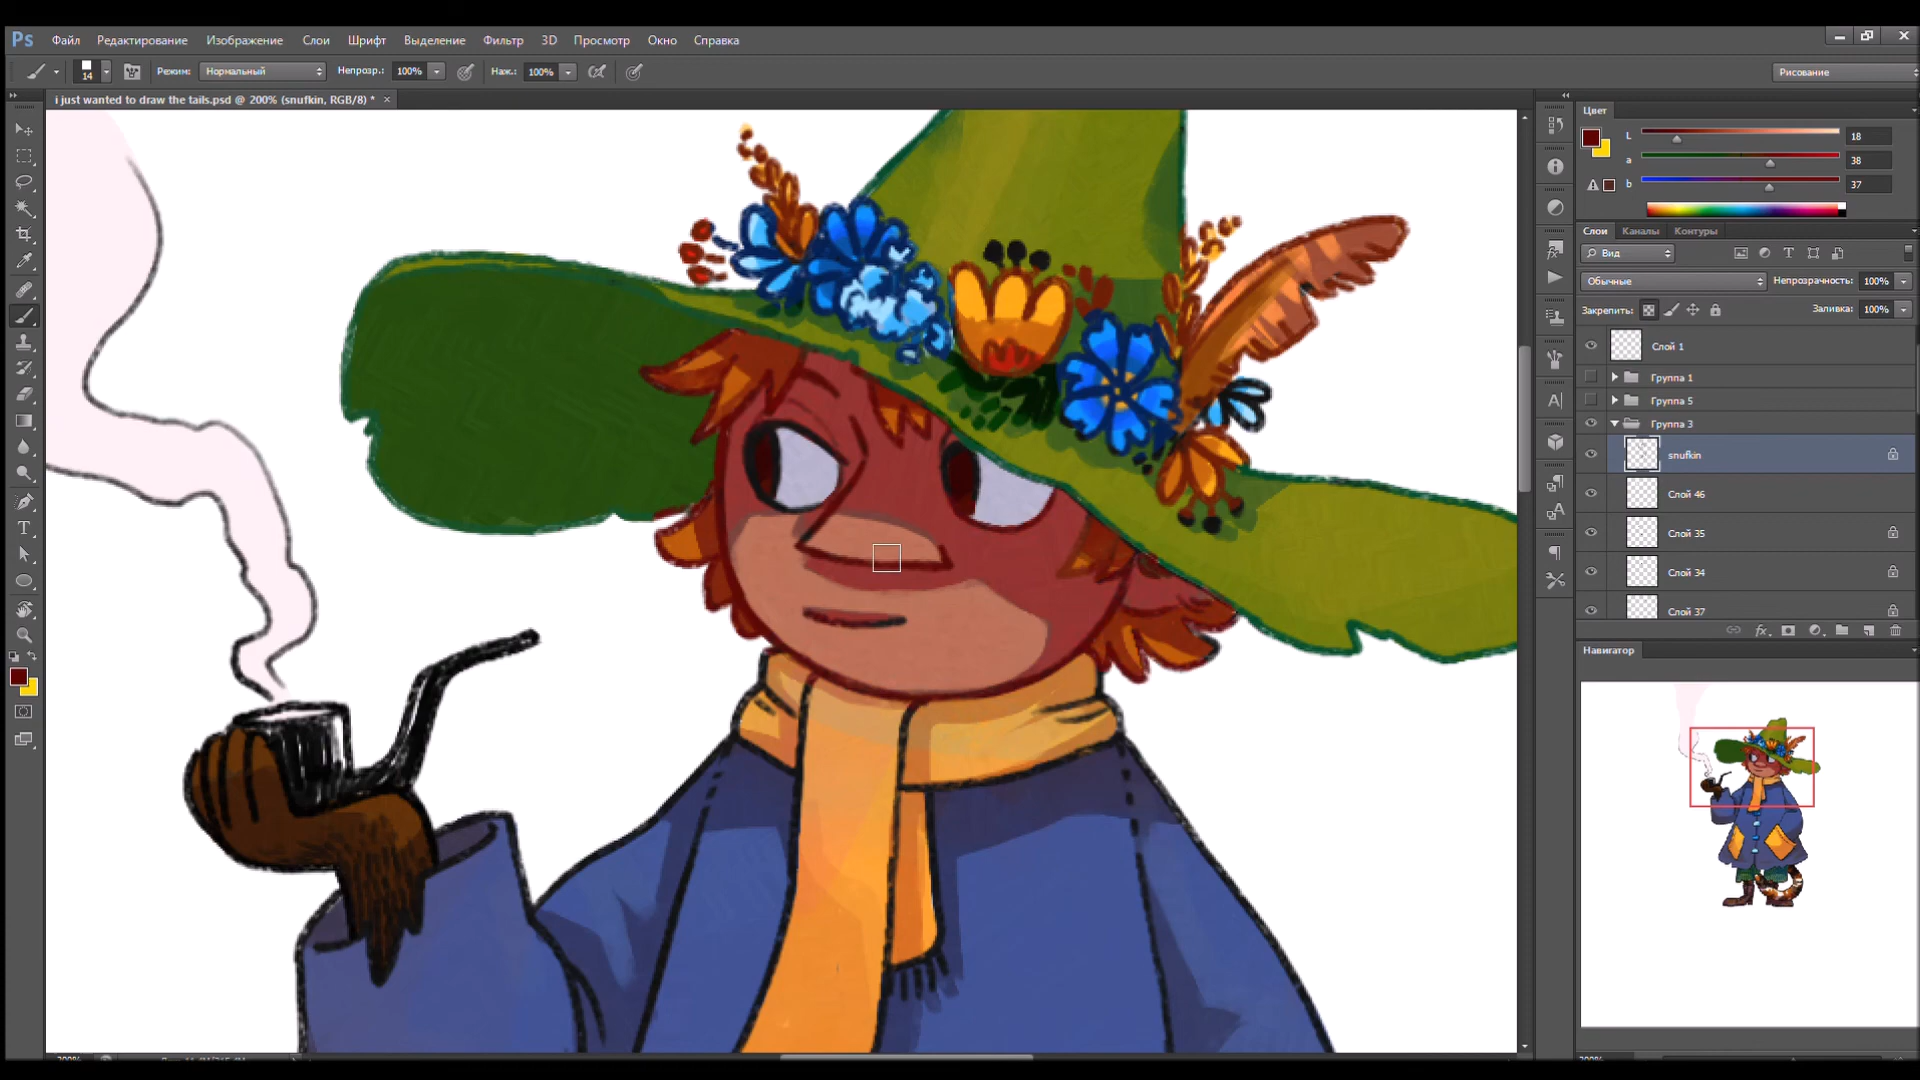 Ps Файл Редактирование Изображение Слои Шрифт Выделение Фильтр 3D Просмотр Окно Справка
14 Режим: Нормальный Непрозр.: 100% Наж.: 100% Рисование
i just wanted to draw the tails.psd @ 200% (snufkin, RGB/8) * ×
Цвет
L 18
a 38
b 37
Слои Каналы Контуры
Вид
Обычные Непрозрачность: 100%
Закрепить: Заливка: 100%
Слой 1
Группа 1
Группа 5
Группа 3
snufkin
Слой 46
Слой 35
Слой 34
Слой 37
fx
Навигатор